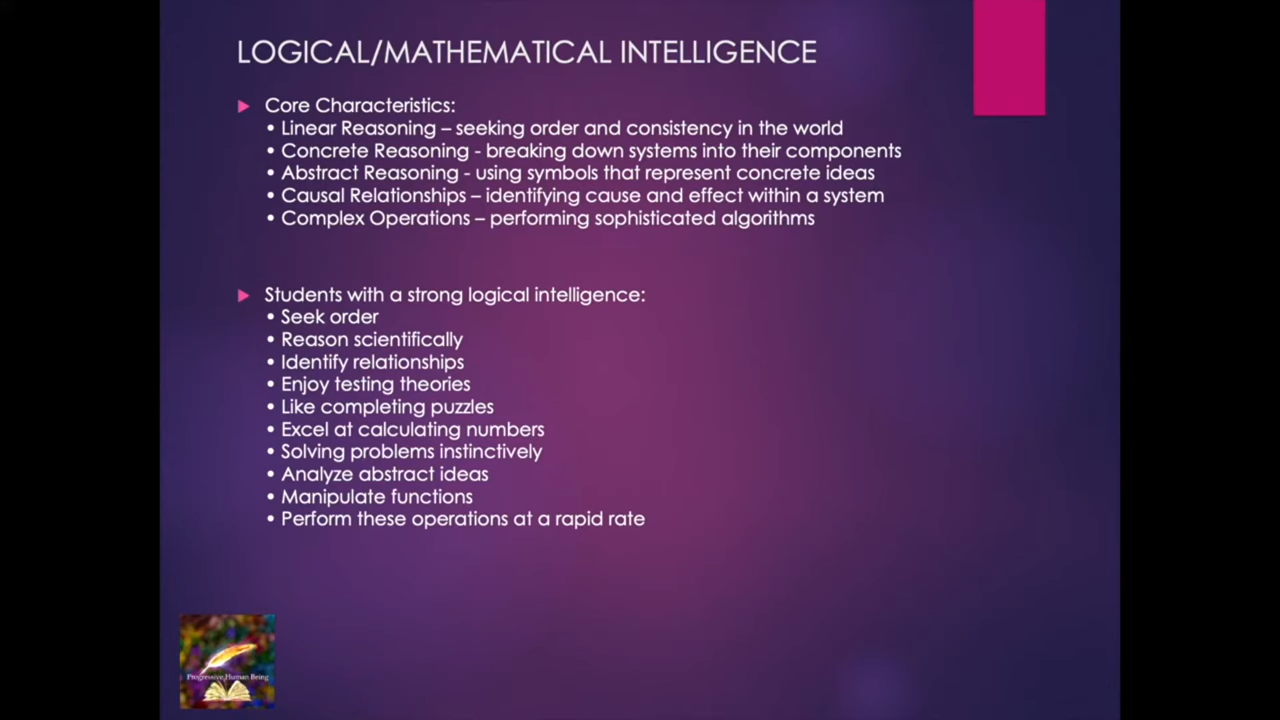 LOGICAL/MATHEMATICAL INTELLIGENCE
Core Characteristics:
• Linear Reasoning – seeking order and consistency in the world
• Concrete Reasoning - breaking down systems into their components
• Abstract Reasoning - using symbols that represent concrete ideas
• Causal Relationships – identifying cause and effect within a system
• Complex Operations – performing sophisticated algorithms
Students with a strong logical intelligence:
• Seek order
• Reason scientifically
• Identify relationships
• Enjoy testing theories
• Like completing puzzles
• Excel at calculating numbers
• Solving problems instinctively
• Analyze abstract ideas
• Manipulate functions
• Perform these operations at a rapid rate
Progressive Human Being